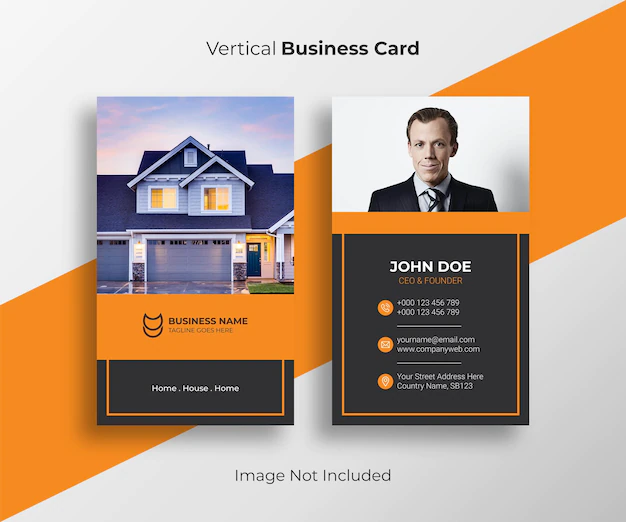 Vertical Business Card
BUSINESS NAME
TAGLINE GOES HERE
Home . House . Home
JOHN DOE
CEO & FOUNDER
+000 123 456 789
+000 123 456 789
yourname@email.com
www.companyweb.com
Your Street Address Here
Country Name, SB123
Image Not Included